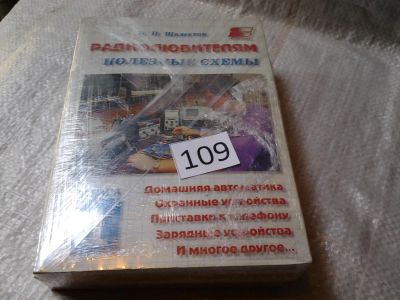 И. П. Шелестов
РАДИОЛЮБИТЕЛЯМ
ПОЛЕЗНЫЕ СХЕМЫ
109
Домашняя автоматика
Охранные устройства
Приставки к телефону
Зарядные устройства
И многое другое...